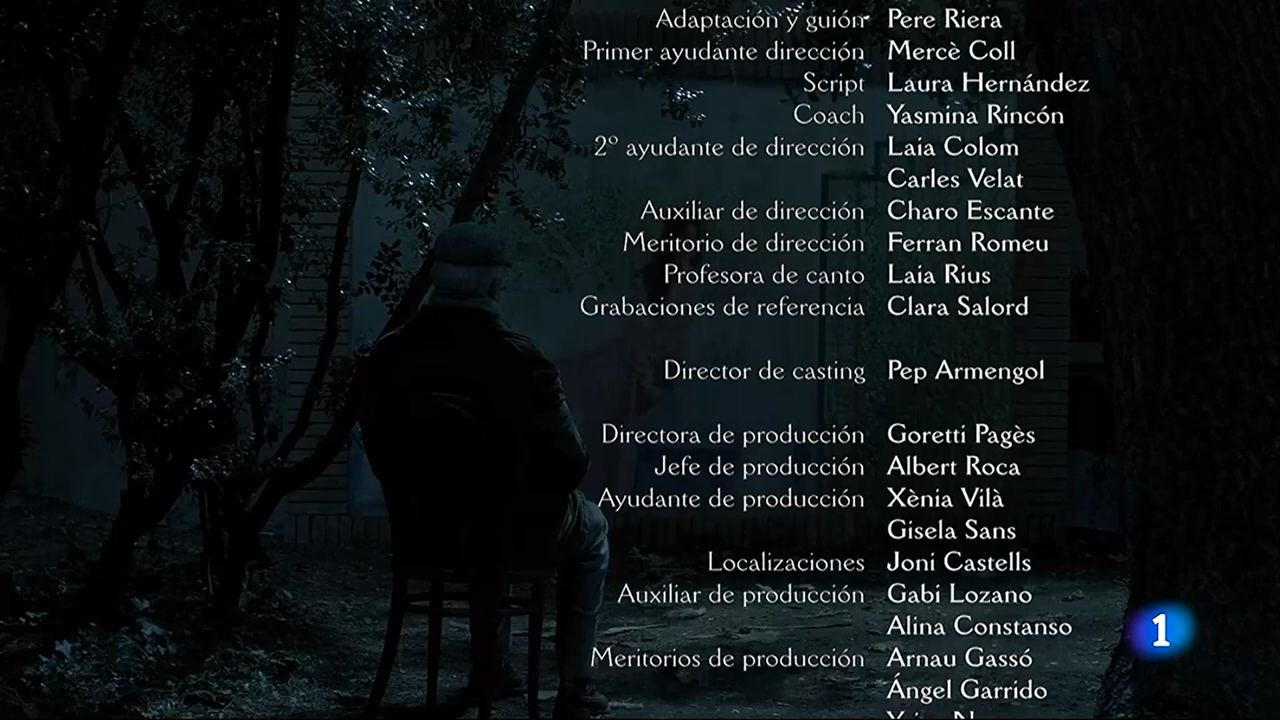 Adaptación y guión Pere Riera
Primer ayudante dirección Mercè Coll
Script Laura Hernández
Coach Yasmina Rincón
2º ayudante de dirección Laia Colom
Carles Velat
Auxiliar de dirección Charo Escante
Meritorio de dirección Ferran Romeu
Profesora de canto Laia Rius
Grabaciones de referencia Clara Salord
Director de casting Pep Armengol
Directora de producción Goretti Pagès
Jefe de producción Albert Roca
Ayudante de producción Xènia Vilà
Gisela Sans
Localizaciones Joni Castells
Auxiliar de producción Gabi Lozano
Alina Constanso
1
Meritorios de producción Arnau Gassó
Ángel Garrido